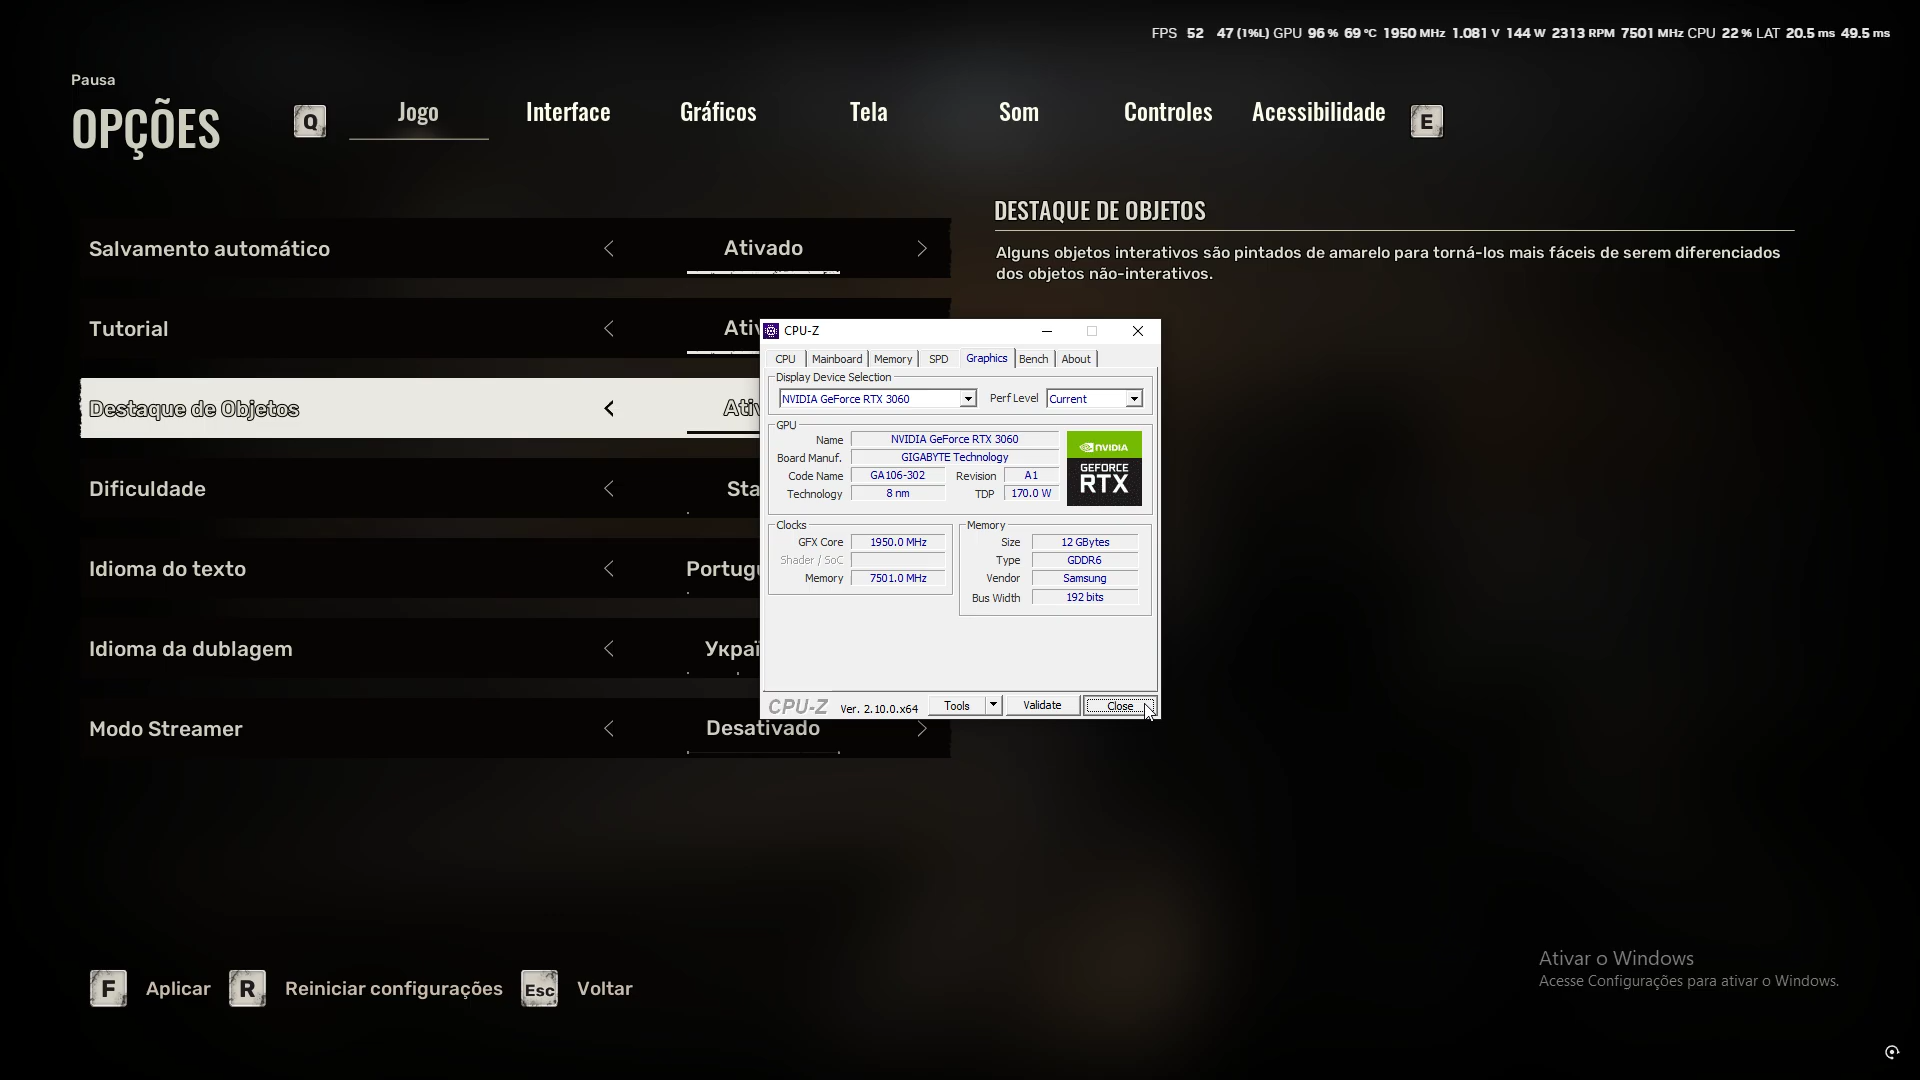 FPS 52 47 (1%L) GPU 96 % 69 °C 1950 MHz 1.081 V 144 W 2313 RPM 7501 MHz CPU 22 % LAT 20.5 ms 49.5 ms
Pausa
OPÇÕES
Q
Jogo
Interface
Gráficos
Tela
Som
Controles
Acessibilidade
E
Salvamento automático
Ativado
Tutorial
Destaque de Objetos
Dificuldade
Idioma do texto
Idioma da dublagem
Modo Streamer
Desativado
DESTAQUE DE OBJETOS
Alguns objetos interativos são pintados de amarelo para torná-los mais fáceis de serem diferenciados
dos objetos não-interativos.
CPU-Z
CPU Mainboard Memory SPD Graphics Bench About
Display Device Selection
NVIDIA GeForce RTX 3060 Perf Level Current
GPU
Name NVIDIA GeForce RTX 3060
Board Manuf. GIGABYTE Technology
Code Name GA106-302 Revision A1
Technology 8 nm TDP 170.0 W
NVIDIA
GEFORCE
RTX
Clocks
GFX Core 1950.0 MHz
Shader / SoC
Memory 7501.0 MHz
Memory
Size 12 GBytes
Type GDDR6
Vendor Samsung
Bus Width 192 bits
CPU-Z Ver. 2.10.0.x64 Tools Validate Close
F Aplicar R Reiniciar configurações Esc Voltar
Ativar o Windows
Acesse Configurações para ativar o Windows.